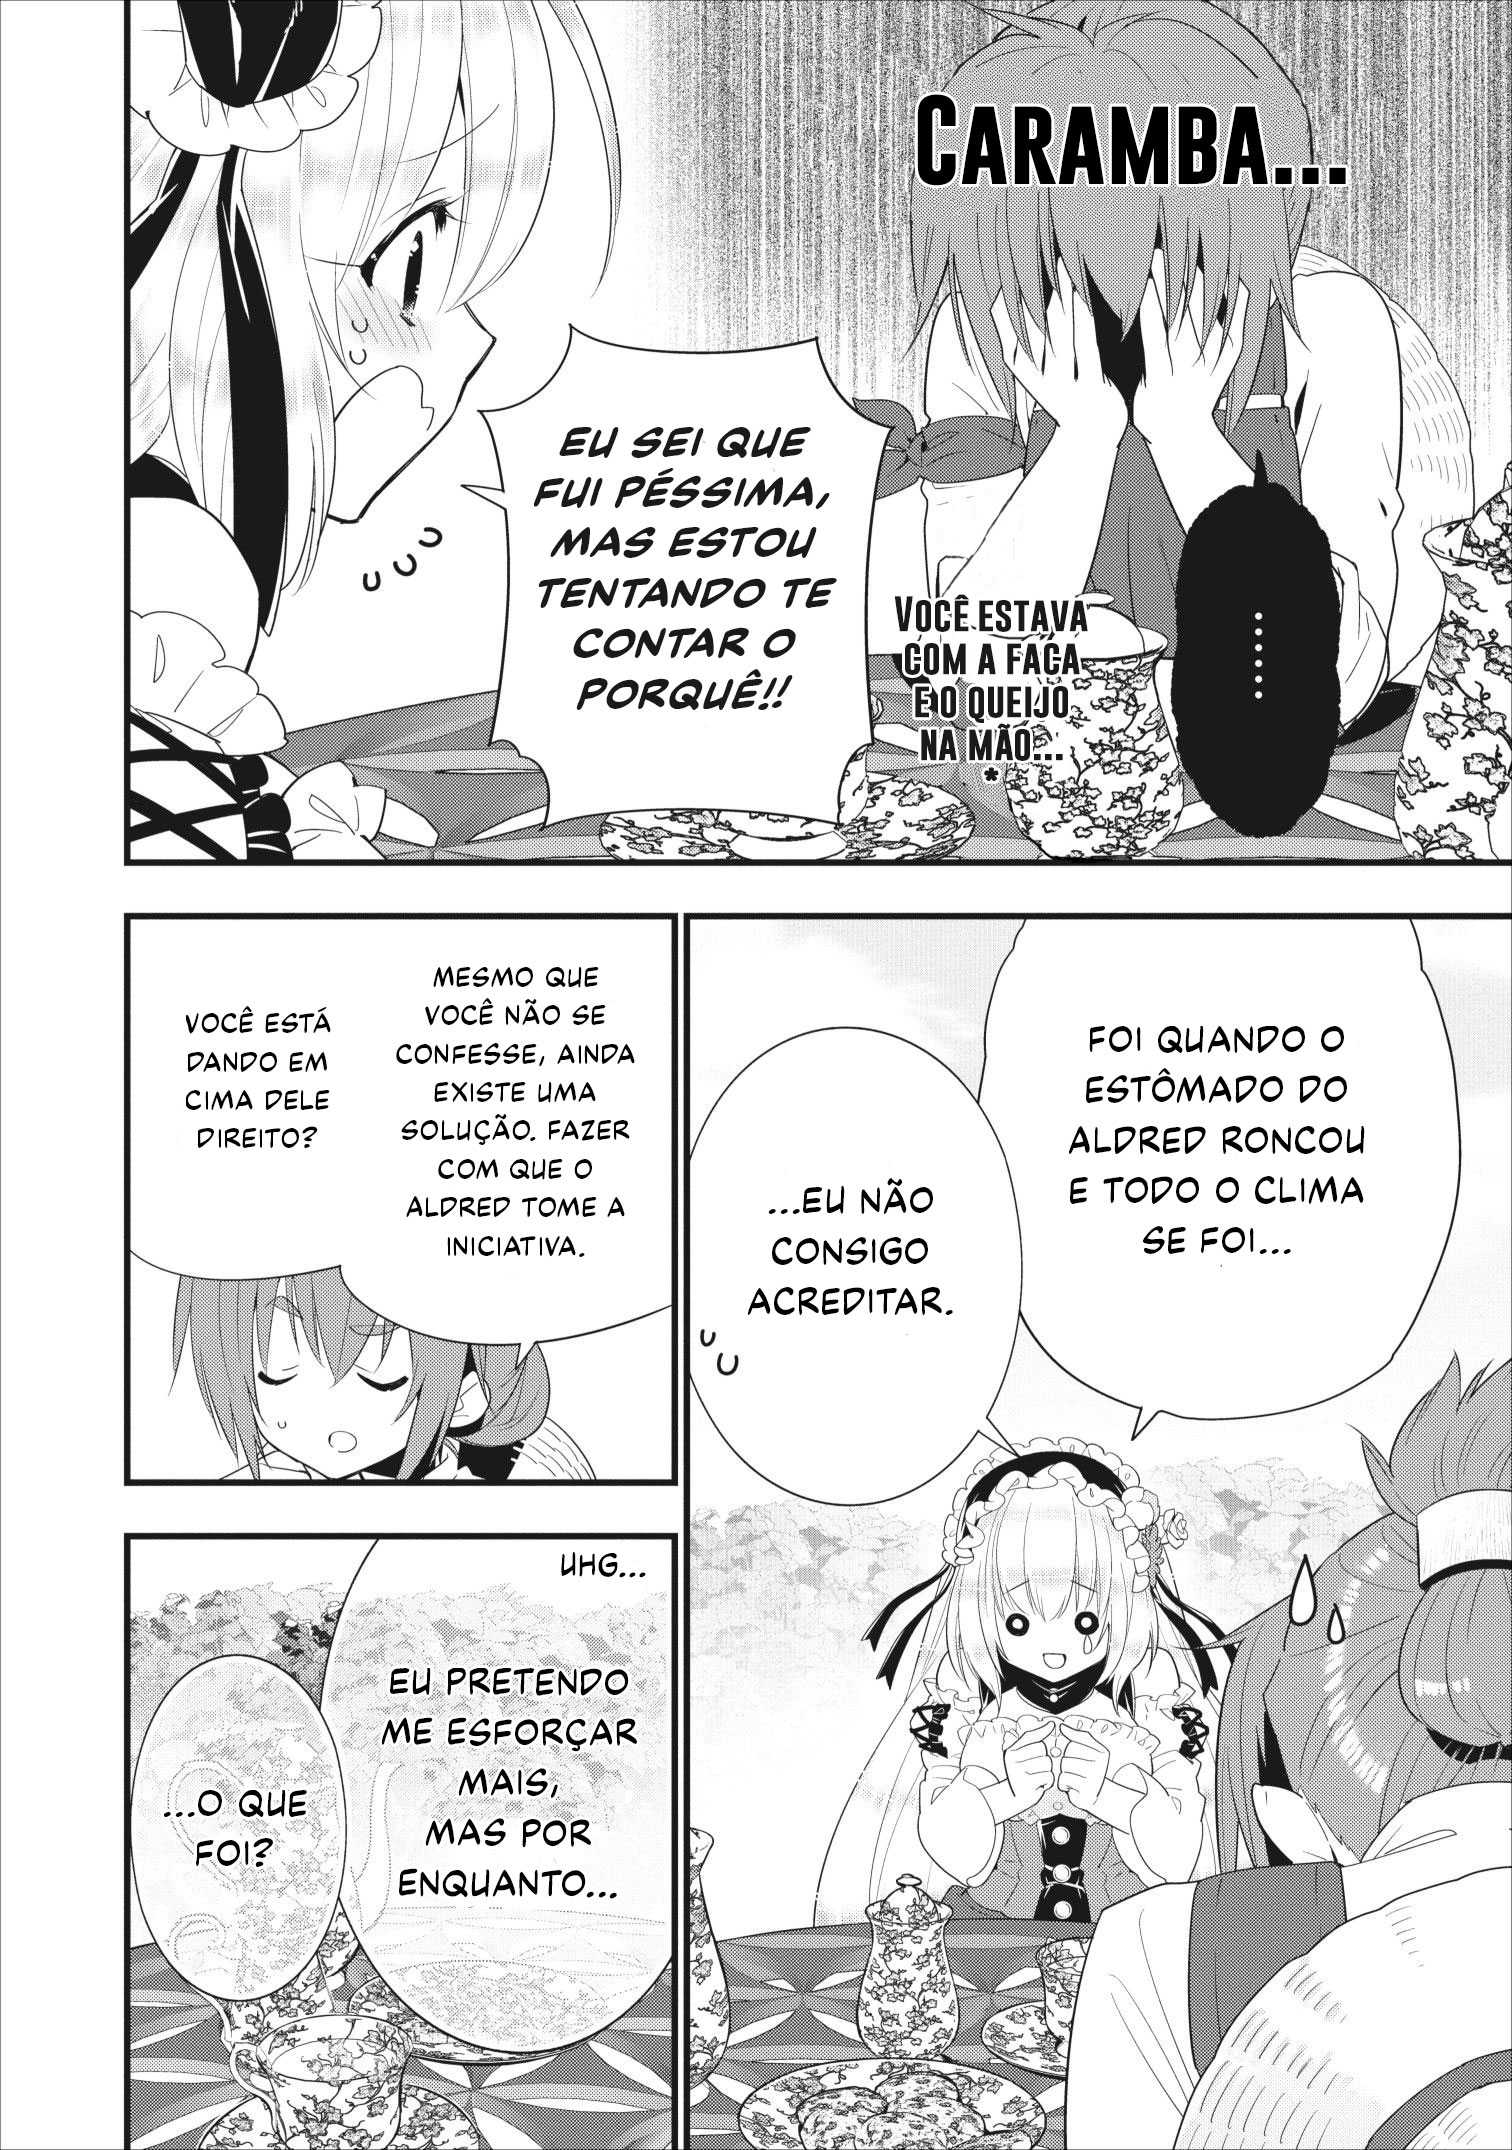 CARAMBA...
.......
VOCÊ ESTAVA
COM A FACA
E O QUEIJO
NA MÃO...
*
EU SEI QUE
FUI PÉSSIMA,
MAS ESTOU
TENTANDO TE
CONTAR O
PORQUÊ!!
FOI QUANDO O
ESTÔMADO DO
ALDRED RONCOU
E TODO O CLIMA
SE FOI...
...EU NÃO
CONSIGO
ACREDITAR.
MESMO QUE
VOCÊ NÃO SE
CONFESSE, AINDA
EXISTE UMA
SOLUÇÃO. FAZER
COM QUE O
ALDRED TOME A
INICIATIVA.
VOCÊ ESTÁ
DANDO EM
CIMA DELE
DIREITO?
UHG...
EU PRETENDO
ME ESFORÇAR
MAIS,
MAS POR
ENQUANTO...
...O QUE
FOI?